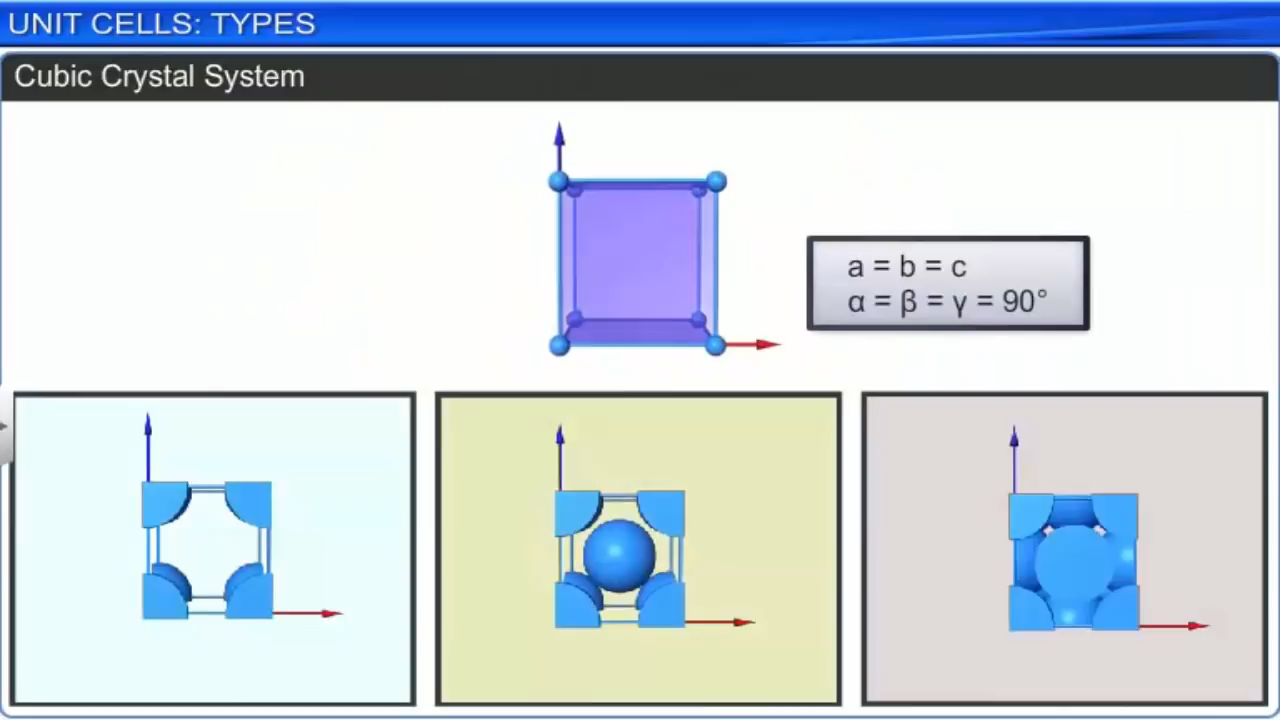 UNIT CELLS: TYPES
Cubic Crystal System
a = b = c
α = β = γ = 90°